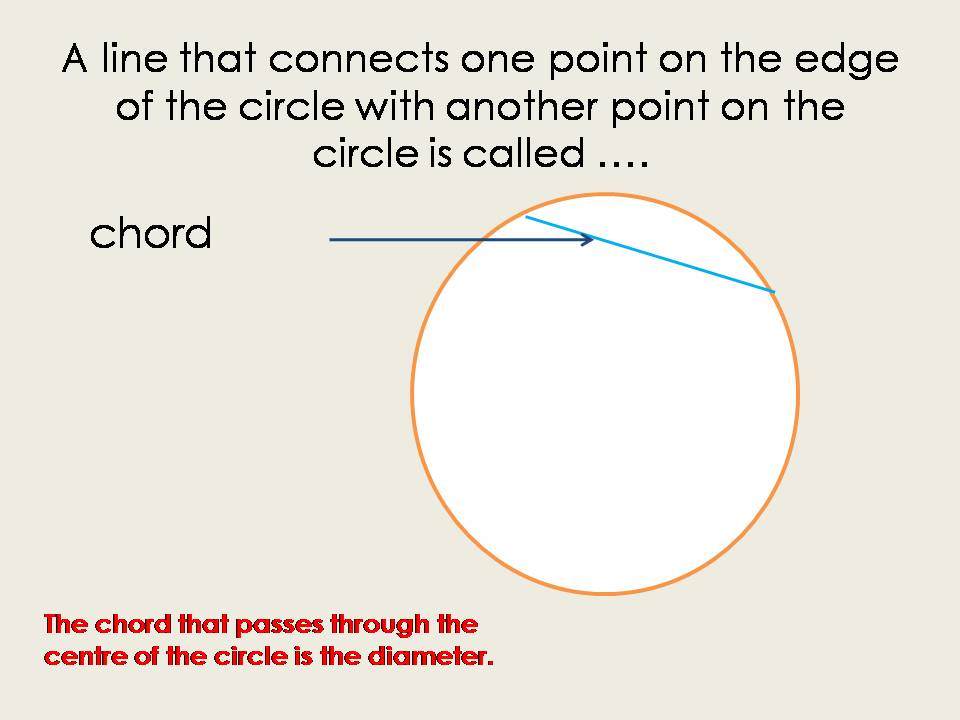 A line that connects one point on the edge
of the circle with another point on the
circle is called ....
chord
The chord that passes through the
centre of the circle is the diameter.